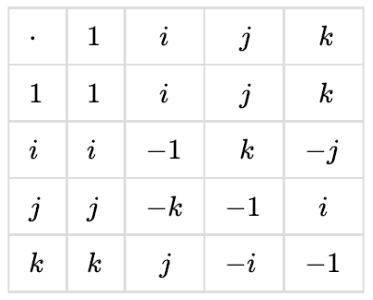 · 1 i j k
1 1 i j k
i i −1 k −j
j j −k −1 i
k k j −i −1